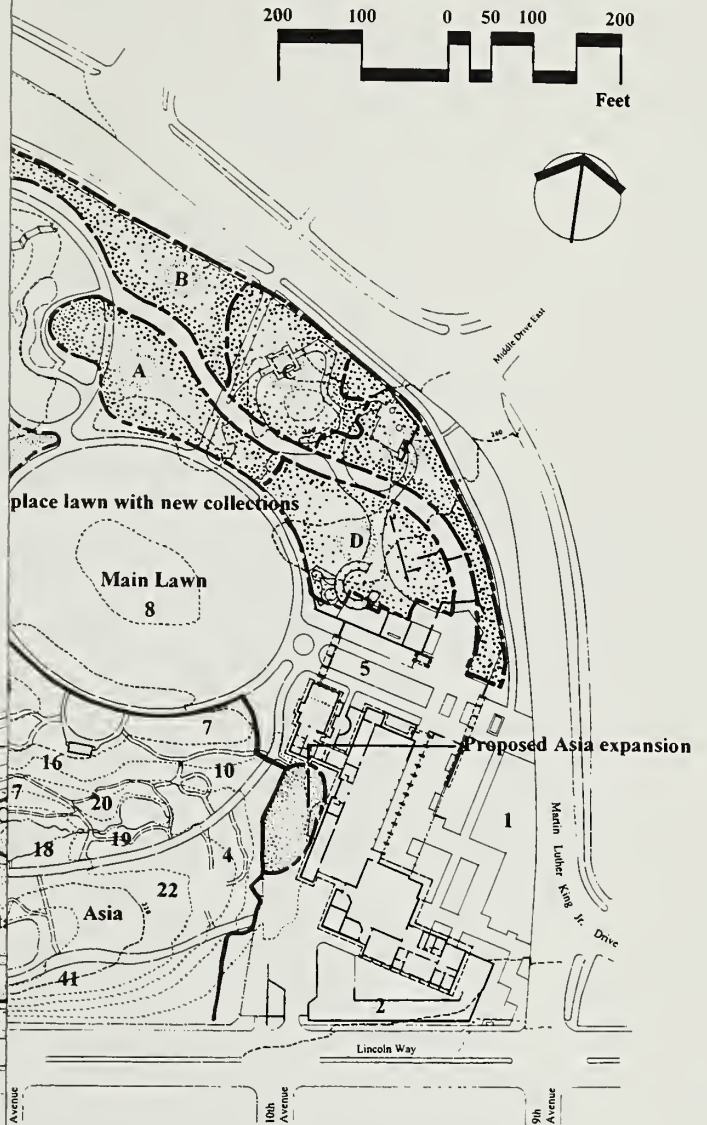 200 100 0 50 100 200
Feet
Middle Drive East
240
B
A
C
place lawn with new collections
D
Main Lawn
8
5
7
Proposed Asia expansion
16
10
7
20
1
19
18
4
Martin Luther King Jr. Drive
22
Asia
41
2
Lincoln Way
Avenue
10th Avenue
9th Avenue